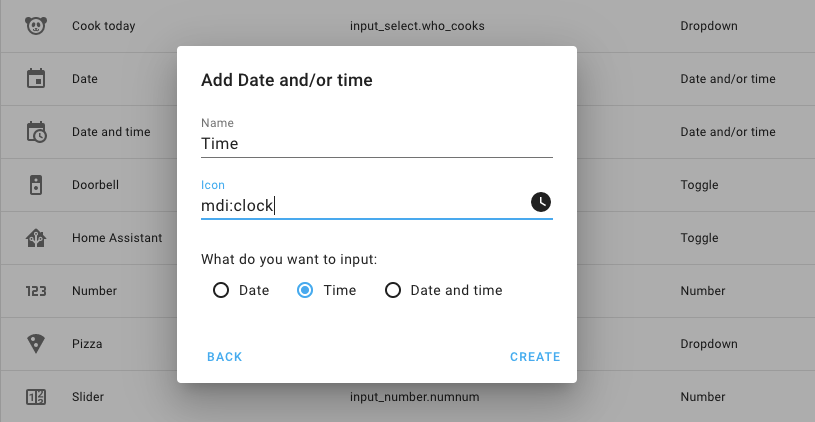 Cook today input_select.who_cooks Dropdown
Add Date and/or time
Date Date and/or time
Name
Time
Date and time Date and/or time
Icon
Doorbell Toggle
mdi:clock
Home Assistant Toggle
What do you want to input:
Number Number
Date Time Date and time
Pizza Dropdown
BACK CREATE
Slider input_number.numnum Number